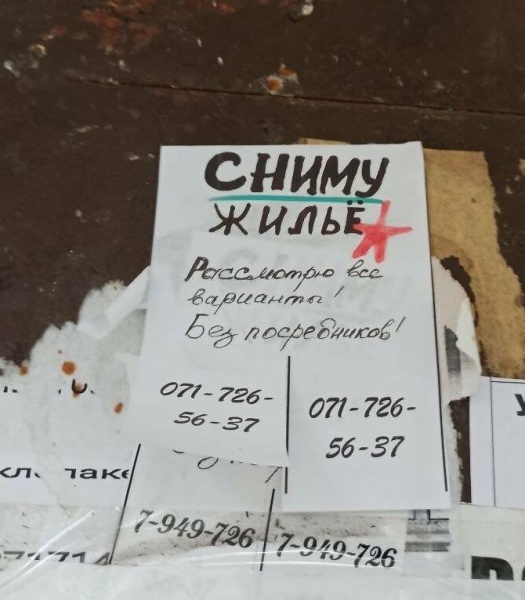 СНИМУ
ЖИЛЬЁ
Рассмотрю все
варианты!
Без посребников!
071-726-
56-37
071-726-
56-37
7-949-726
7-949-726